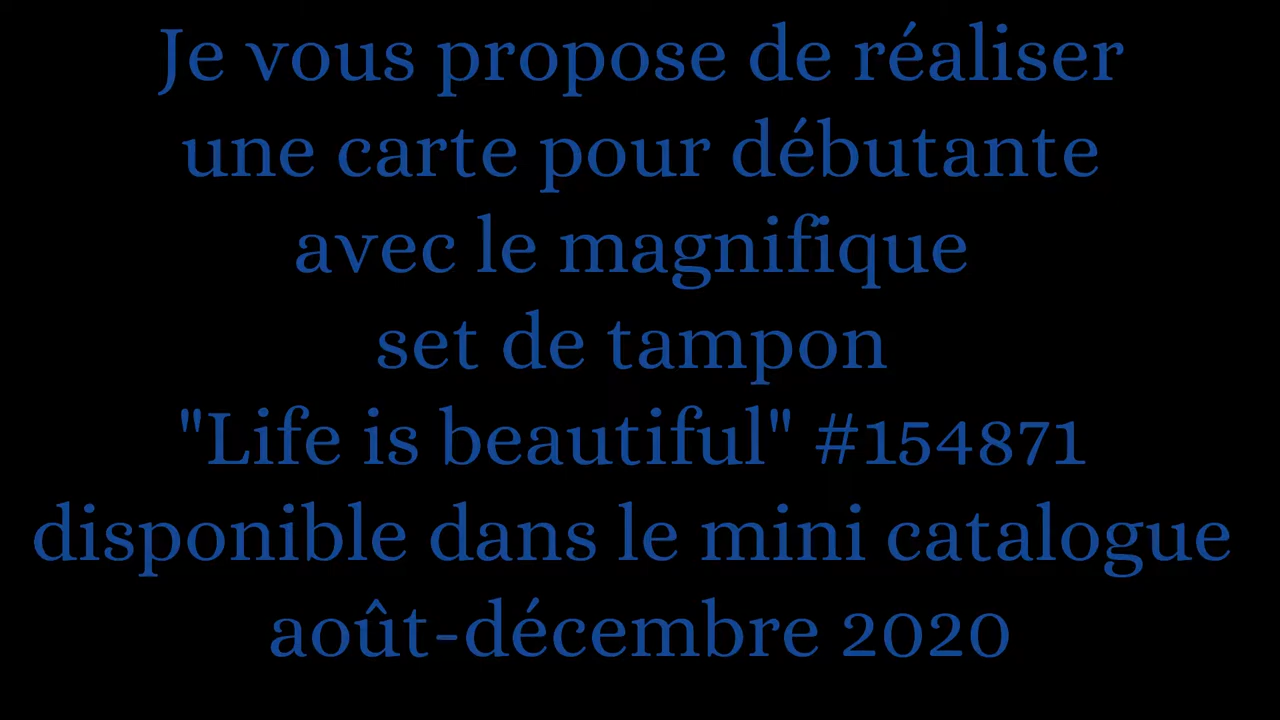 Je vous propose de réaliser
une carte pour débutante
avec le magnifique
set de tampon
"Life is beautiful" #154871
disponible dans le mini catalogue
août-décembre 2020